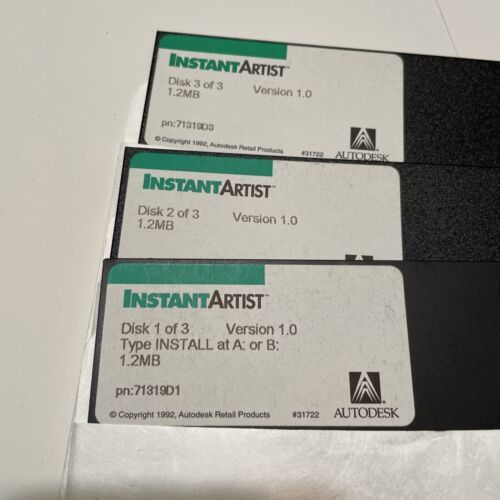 INSTANTARTIST™
Disk 3 of 3 Version 1.0
1.2MB
pn:71319D3
© Copyright 1992, Autodesk Retail Products #31722 AUTODESK
INSTANTARTIST™
Disk 2 of 3 Version 1.0
1.2MB
INSTANTARTIST™
Disk 1 of 3 Version 1.0
Type INSTALL at A: or B:
1.2MB
pn:71319D1
© Copyright 1992, Autodesk Retail Products #31722 AUTODESK